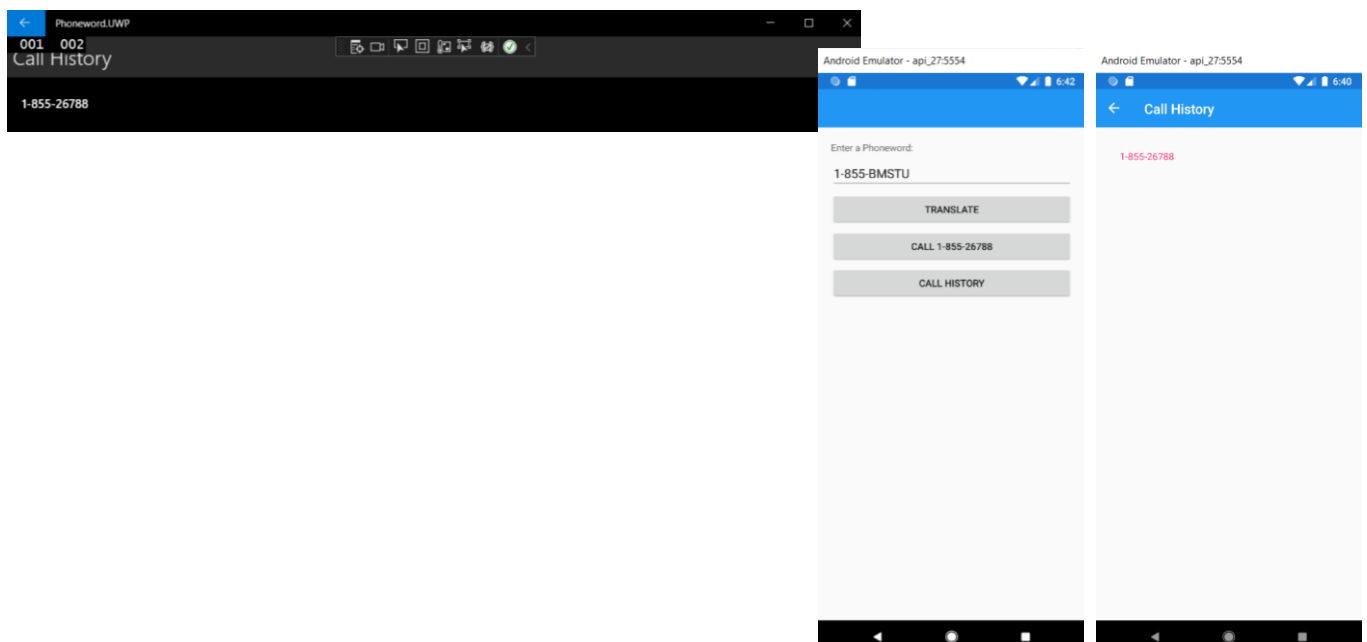 Phoneword.UWP
001 002
Call History
1-855-26788
Android Emulator - api_27:5554
6:42
Enter a Phoneword:
1-855-BMSTU
TRANSLATE
CALL 1-855-26788
CALL HISTORY
Android Emulator - api_27:5554
6:40
Call History
1-855-26788